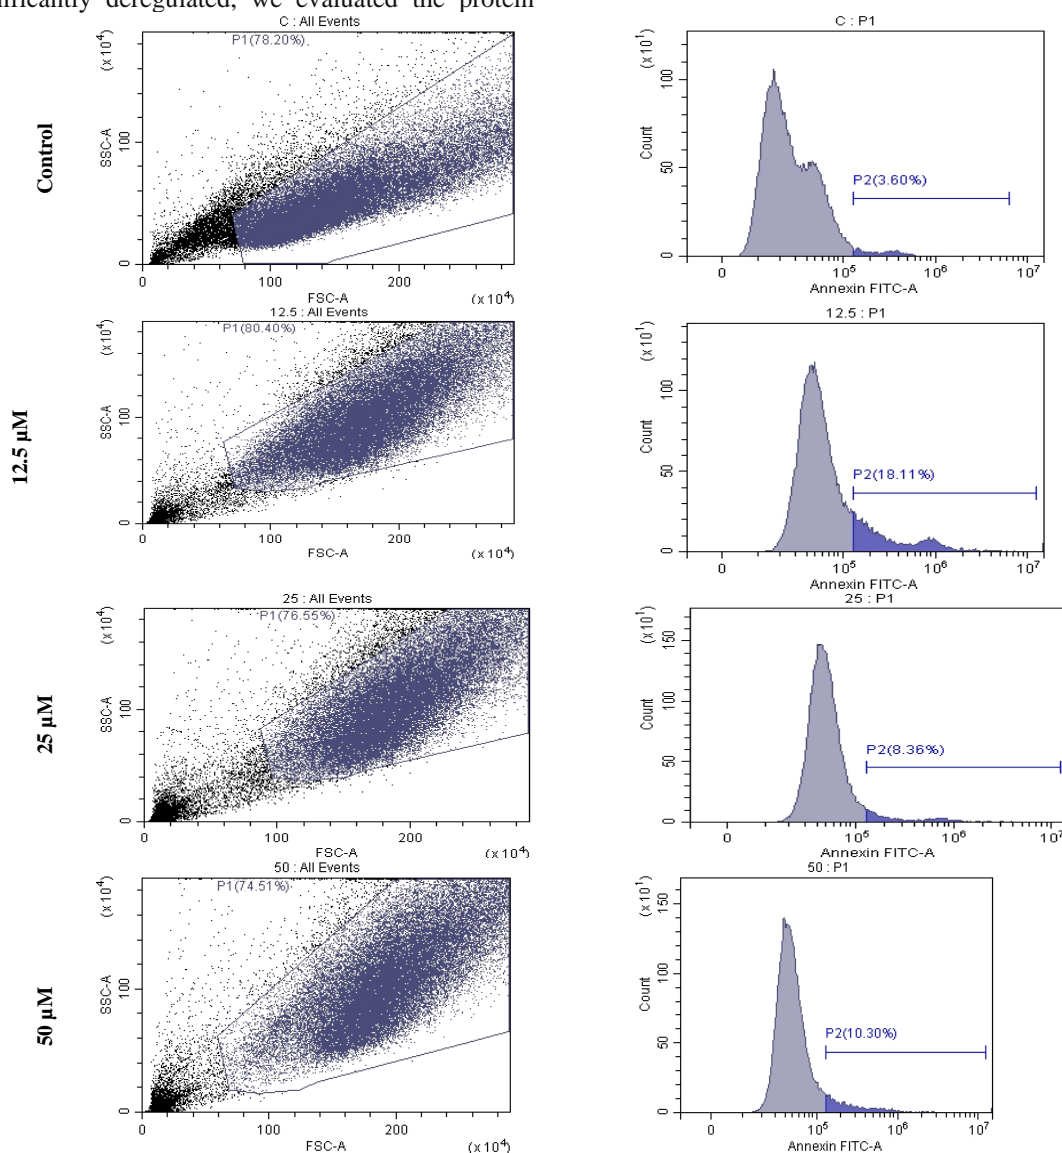 significantly deregulated, we evaluated the protein
Control
C : All Events
P1(78.20%)
(x10⁴)
SSC-A
100
0
0
100
200
FSC-A
(x10⁴)
C : P1
(x10¹)
Count
100
50
0
P2(3.60%)
0
10⁵
10⁶
10⁷
Annexin FITC-A
12.5 µM
12.5 : All Events
P1(80.40%)
(x10⁴)
SSC-A
100
0
0
100
200
FSC-A
(x10⁴)
12.5 : P1
(x10¹)
Count
100
50
0
P2(18.11%)
0
10⁵
10⁶
10⁷
Annexin FITC-A
25 µM
25 : All Events
P1(76.55%)
(x10⁴)
SSC-A
100
0
0
100
200
FSC-A
(x10⁴)
25 : P1
(x10¹)
Count
150
100
50
0
P2(8.36%)
0
10⁵
10⁶
10⁷
Annexin FITC-A
50 µM
50 : All Events
P1(74.51%)
(x10⁴)
SSC-A
100
0
0
100
200
FSC-A
(x10⁴)
50 : P1
(x10¹)
Count
150
100
50
0
P2(10.30%)
0
10⁵
10⁶
10⁷
Annexin FITC-A